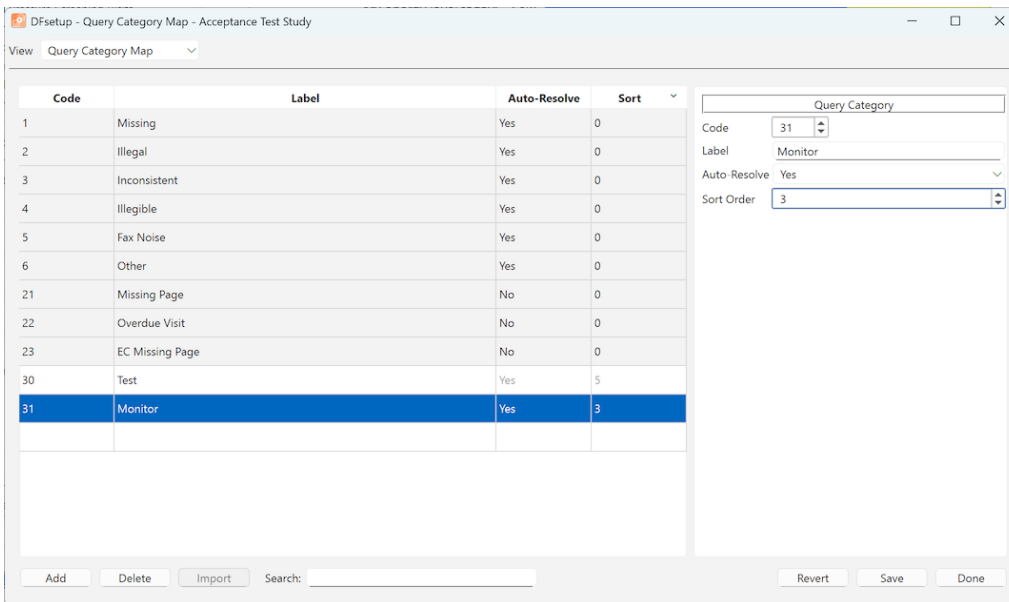 DFsetup - Query Category Map - Acceptance Test Study
View Query Category Map
Code Label Auto-Resolve Sort
1 Missing Yes 0
2 Illegal Yes 0
3 Inconsistent Yes 0
4 Illegible Yes 0
5 Fax Noise Yes 0
6 Other Yes 0
21 Missing Page No 0
22 Overdue Visit No 0
23 EC Missing Page No 0
30 Test Yes 5
31 Monitor Yes 3
Query Category
Code 31
Label Monitor
Auto-Resolve Yes
Sort Order 3
Add Delete Import Search: Revert Save Done